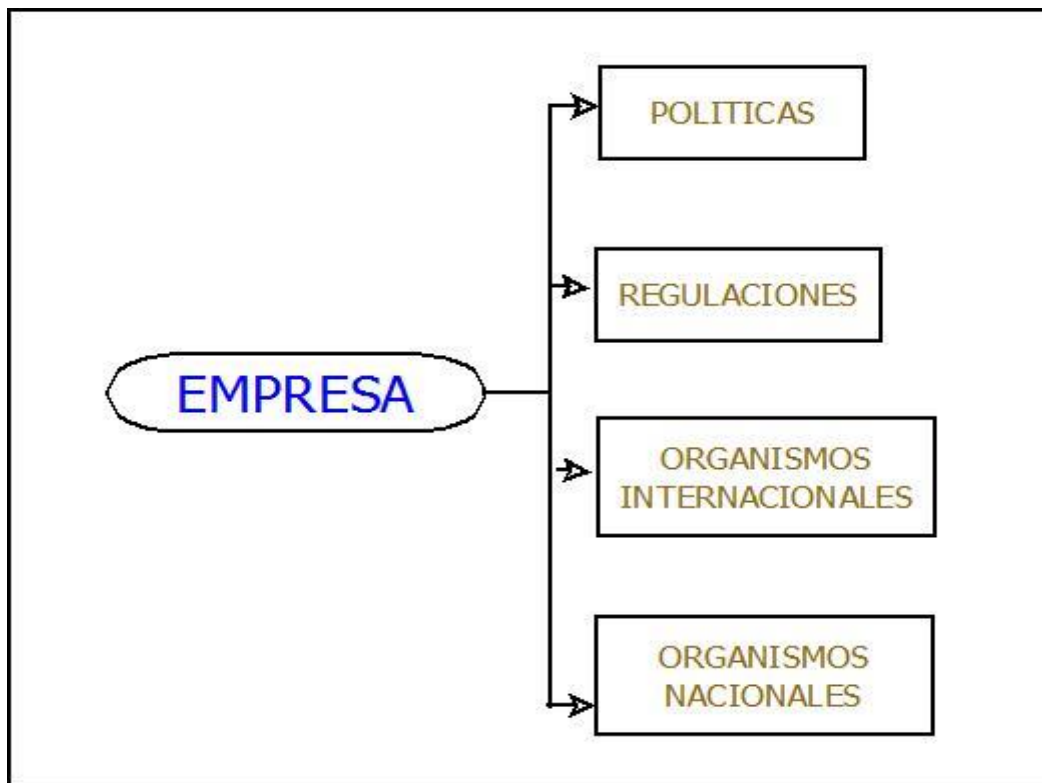 POLITICAS
REGULACIONES
EMPRESA
ORGANISMOS
INTERNACIONALES
ORGANISMOS
NACIONALES